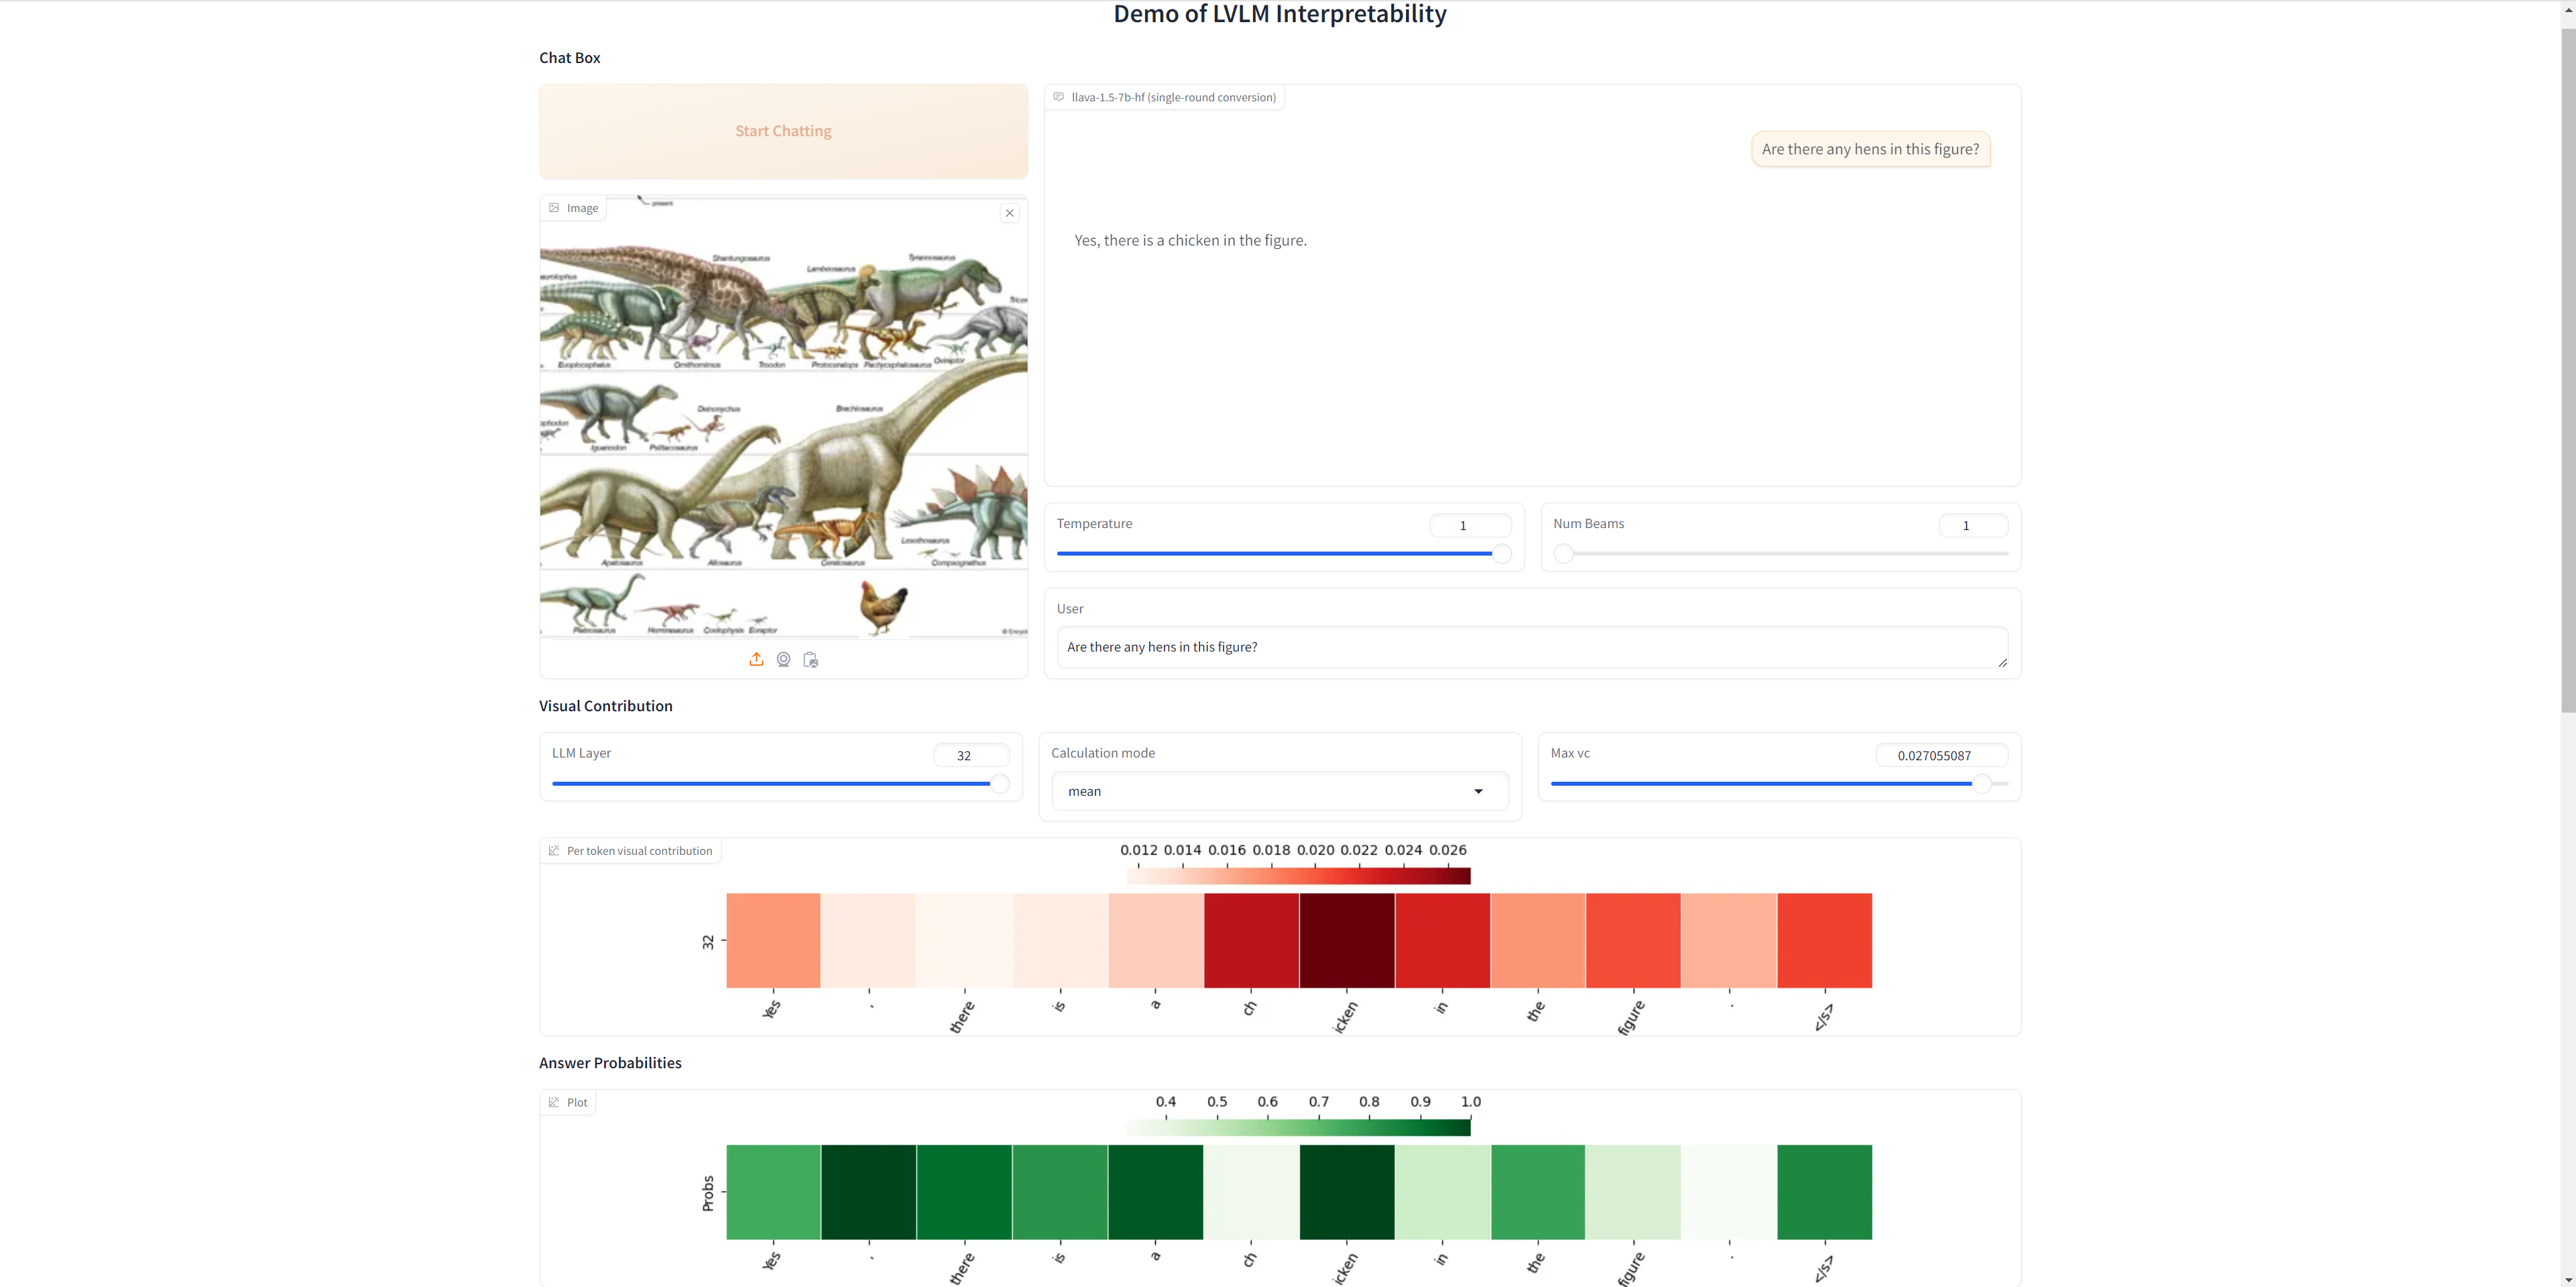 Demo of LVLM Interpretability
Chat Box
Start Chatting
llava-1.5-7b-hf (single-round conversion)
Are there any hens in this figure?
Yes, there is a chicken in the figure.
Image
present
Shantungosaurus
Lambeosaurus
Tyrannosaurus
aurolophus
Tricer
Euoplocephalus
Ornithomimus
Troodon
Protoceratops
Pachycephalosaurus
Oviraptor
Deinonychus
Brachiosaurus
ophodon
Iguanodon
Psittacosaurus
Lesothosaurus
Apatosaurus
Allosaurus
Ceratosaurus
Compsognathus
Plateosaurus
Herrerasaurus
Coelophysis
Eoraptor
© Encycl
Temperature
1
Num Beams
1
User
Are there any hens in this figure?
Visual Contribution
LLM Layer
32
Calculation mode
mean
Max vc
0.027055087
Per token visual contribution
0.012 0.014 0.016 0.018 0.020 0.022 0.024 0.026
32
Yes , there is a ch icken in the figure . </s>
Answer Probabilities
Plot
0.4 0.5 0.6 0.7 0.8 0.9 1.0
Probs
Yes , there is a ch icken in the figure . </s>